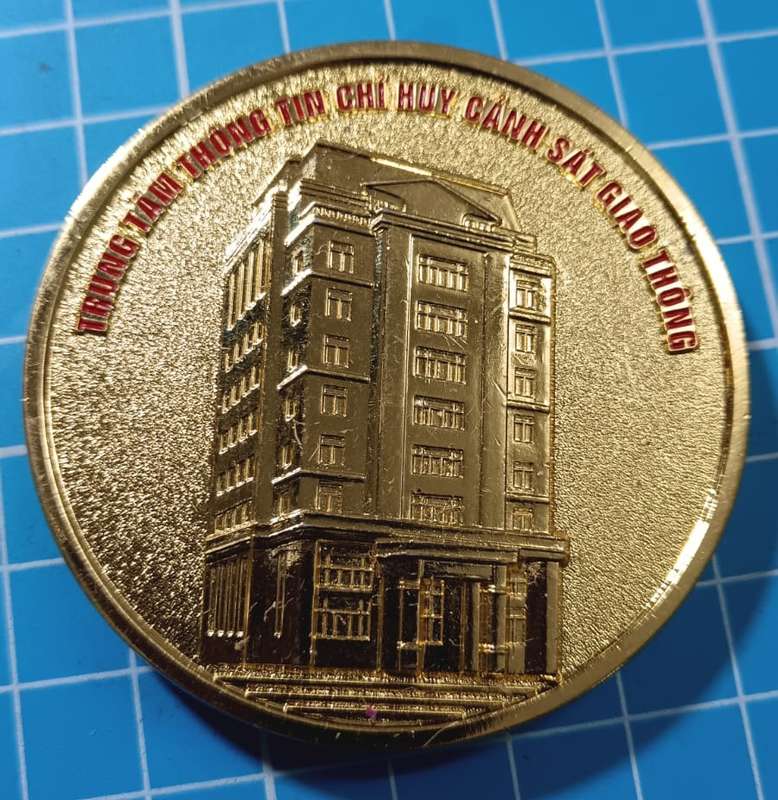 TRUNG TÂM THÔNG TIN CHỈ HUY CẢNH SÁT GIAO THÔNG